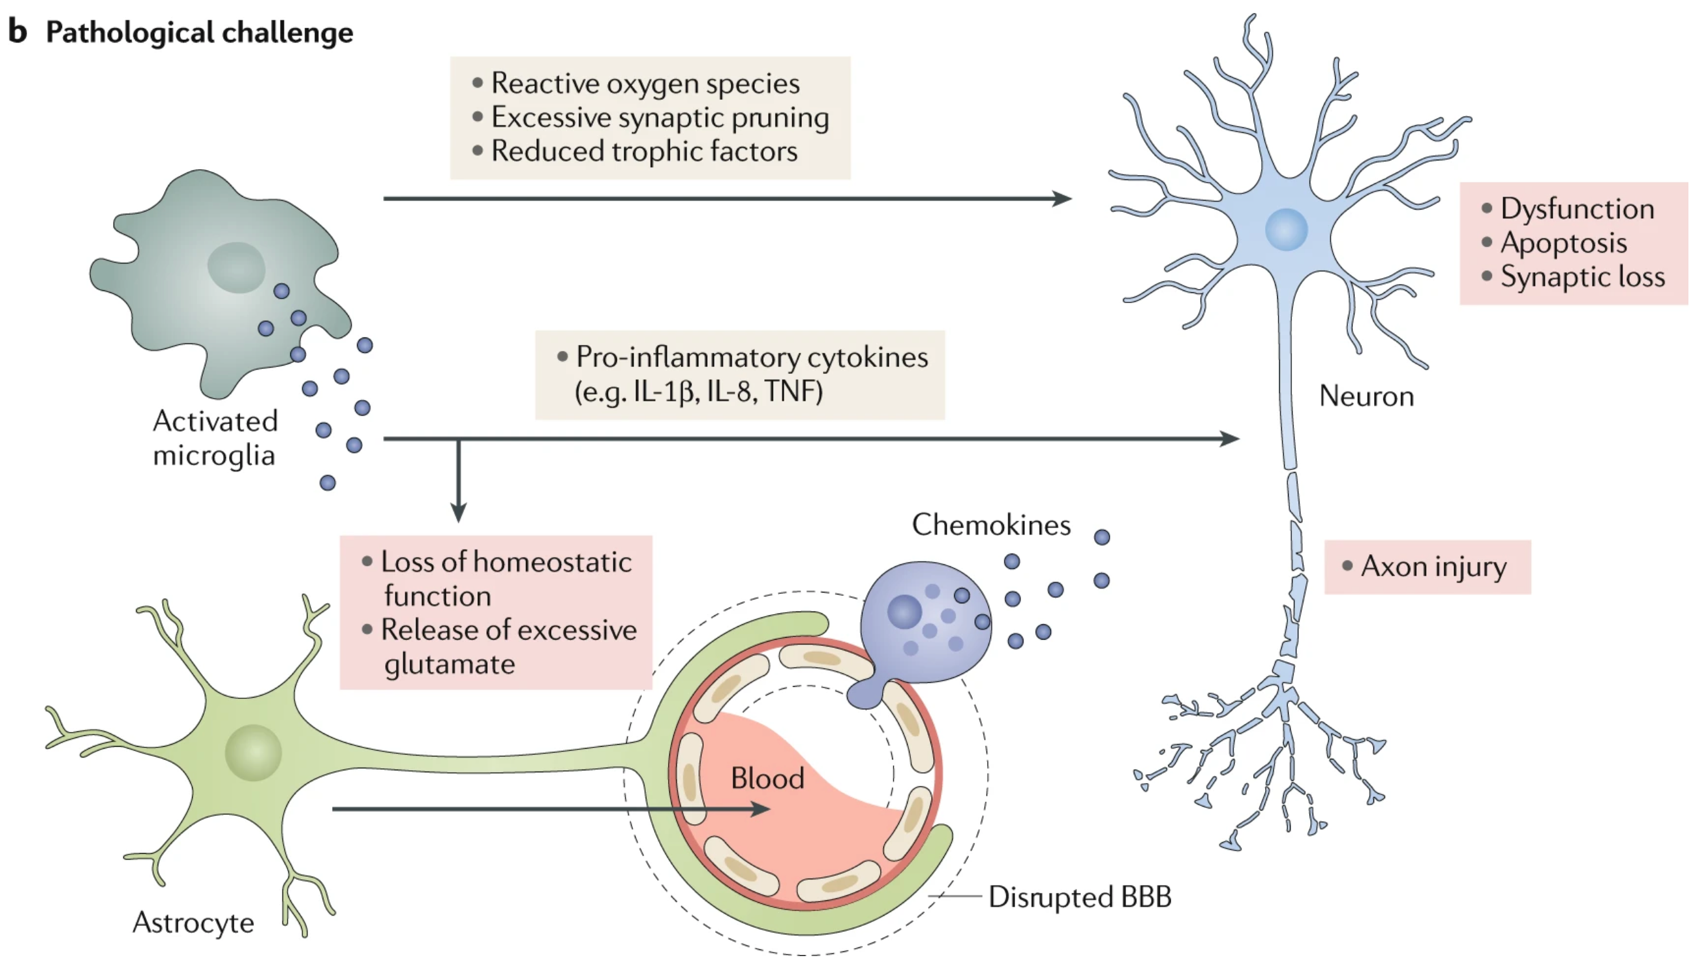 b Pathological challenge
• Reactive oxygen species
• Excessive synaptic pruning
• Reduced trophic factors
• Dysfunction
• Apoptosis
• Synaptic loss
• Pro-inflammatory cytokines
(e.g. IL-1β, IL-8, TNF)
Neuron
Activated
microglia
Chemokines
• Loss of homeostatic
function
• Release of excessive
glutamate
• Axon injury
Blood
Astrocyte
Disrupted BBB